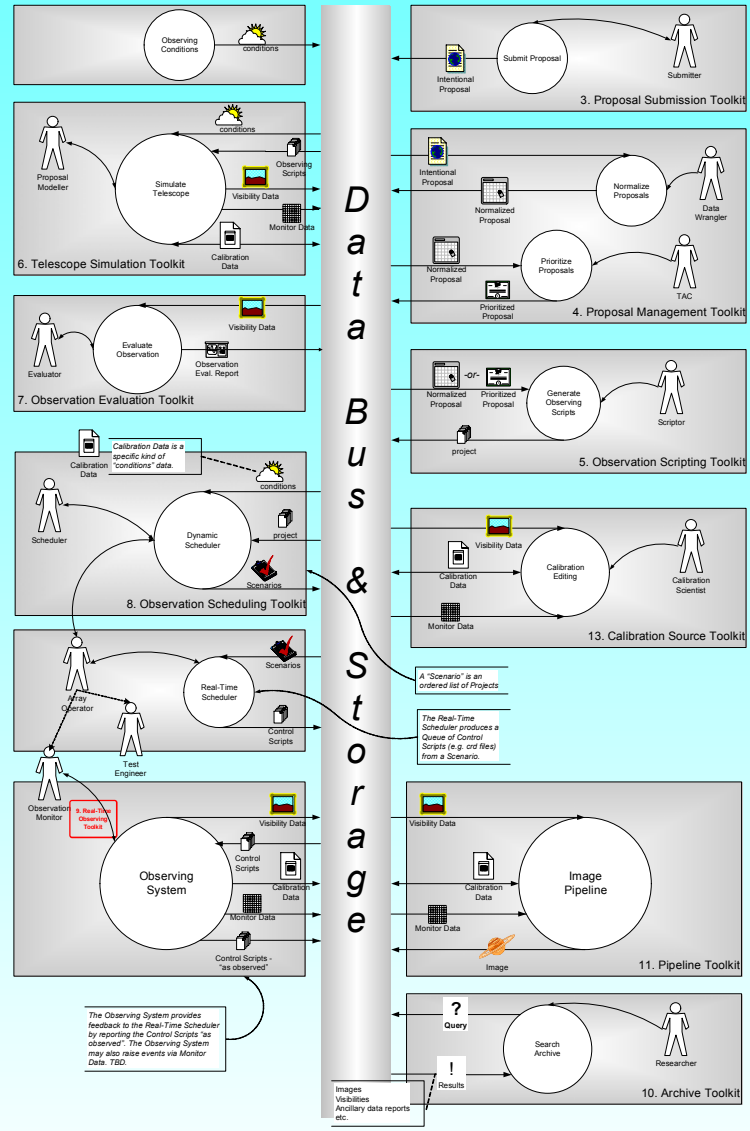 Observing
Conditions
conditions
Submit Proposal
Intentional
Proposal
Submitter
3. Proposal Submission Toolkit
conditions
Proposal
Modeller
Observing
Scripts
Simulate
Telescope
Visibility Data
Monitor Data
Calibration
Data
6. Telescope Simulation Toolkit
Intentional
Proposal
Normalize
Proposals
Normalized
Proposal
Data
Wrangler
Normalized
Proposal
Prioritize
Proposals
Prioritized
Proposal
TAC
4. Proposal Management Toolkit
Data Bus & Storage
Visibility Data
Evaluate
Observation
Evaluator
Observation
Eval. Report
7. Observation Evaluation Toolkit
-or-
Normalized
Proposal
Prioritized
Proposal
Generate
Observing
Scripts
Scriptor
project
5. Observation Scripting Toolkit
Calibration
Data
Calibration Data is a
specific kind of
"conditions" data.
conditions
Scheduler
Dynamic
Scheduler
project
Scenarios
8. Observation Scheduling Toolkit
Visibility Data
Calibration
Data
Calibration
Editing
Calibration
Scientist
Monitor Data
13. Calibration Source Toolkit
Array
Operator
Real-Time
Scheduler
Scenarios
Control
Scripts
Test
Engineer
A "Scenario" is an
ordered list of Projects
The Real-Time
Scheduler produces a
Queue of Control
Scripts (e.g. crd files)
from a Scenario.
Observation
Monitor
9. Real-Time
Observing
Toolkit
Observing
System
Visibility Data
Control
Scripts
Calibration
Data
Monitor Data
Control Scripts -
"as observed"
Visibility Data
Calibration
Data
Image
Pipeline
Monitor Data
Image
11. Pipeline Toolkit
The Observing System provides
feedback to the Real-Time Scheduler
by reporting the Control Scripts "as
observed". The Observing System
may also raise events via Monitor
Data. TBD.
?
Query
Search
Archive
!
Results
Researcher
10. Archive Toolkit
Images
Visibilities
Ancillary data reports
etc.